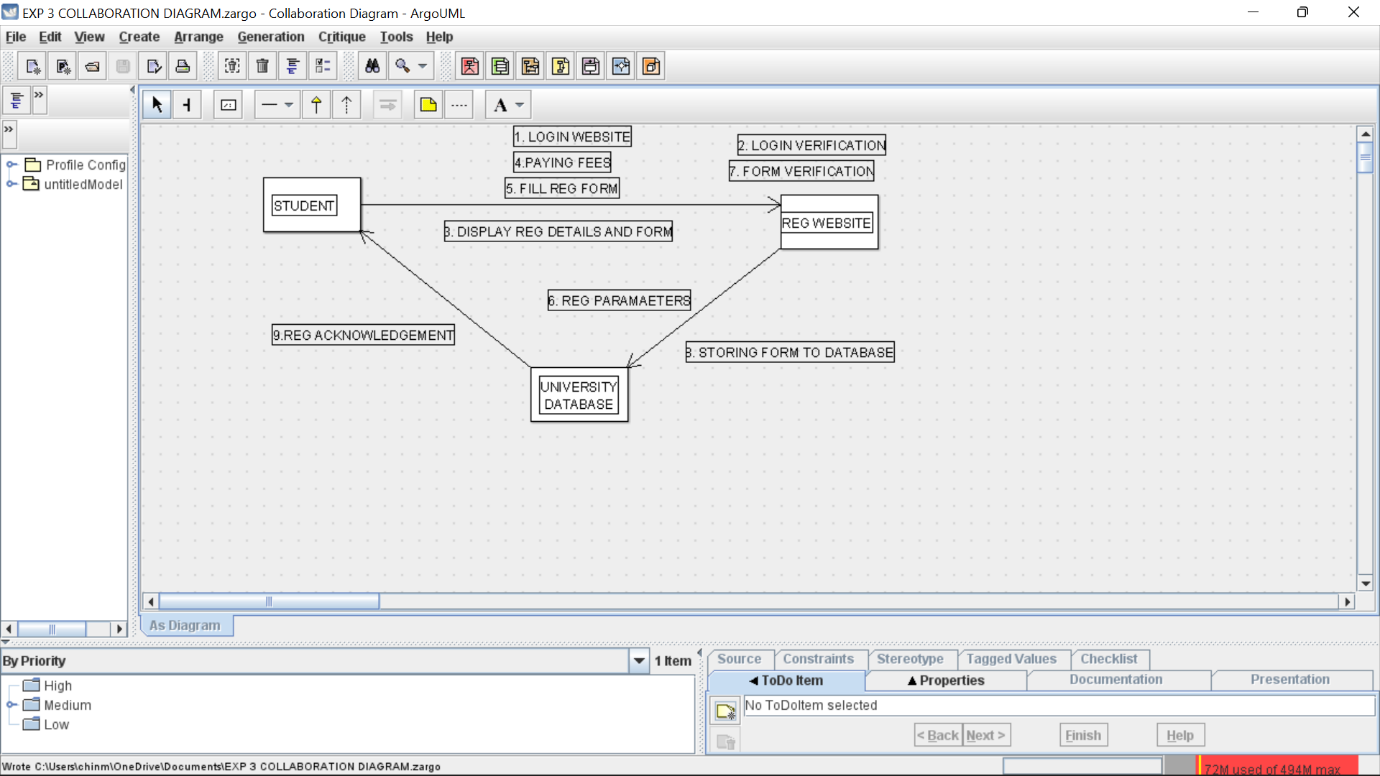 EXP 3 COLLABORATION DIAGRAM.zargo - Collaboration Diagram - ArgoUML
File Edit View Create Arrange Generation Critique Tools Help
»
A
»
Profile Config
untitledModel
1. LOGIN WEBSITE
4.PAYING FEES
5. FILL REG FORM
2. LOGIN VERIFICATION
7. FORM VERIFICATION
STUDENT
REG WEBSITE
3. DISPLAY REG DETAILS AND FORM
6. REG PARAMAETERS
9.REG ACKNOWLEDGEMENT
8. STORING FORM TO DATABASE
UNIVERSITY
DATABASE
As Diagram
By Priority
1 Item
High
Medium
Low
Source Constraints Stereotype Tagged Values Checklist
ToDo Item Properties Documentation Presentation
No ToDoItem selected
< Back Next > Finish Help
Wrote C:\Users\chinm\OneDrive\Documents\EXP 3 COLLABORATION DIAGRAM.zargo
72M used of 494M max